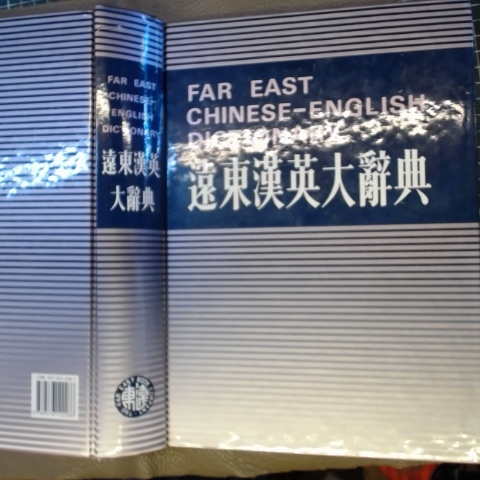 FAR EAST
CHINESE-
ENGLISH
DICTIONARY
遠東漢英
大辭典
FAR EAST
CHINESE-ENGLISH
DICTIONARY
遠東漢英大辭典